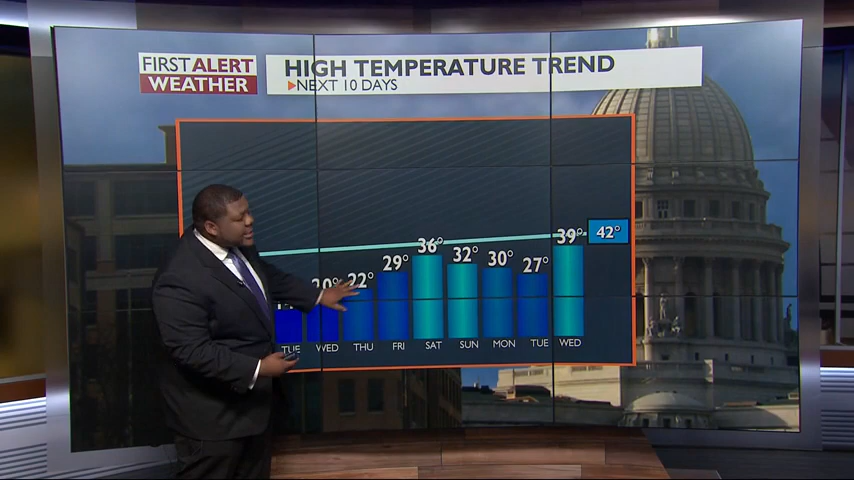 FIRST ALERT
WEATHER
HIGH TEMPERATURE TREND
NEXT 10 DAYS
20° 22° 29° 36° 32° 30° 27° 39° 42°
TUE WED THU FRI SAT SUN MON TUE WED